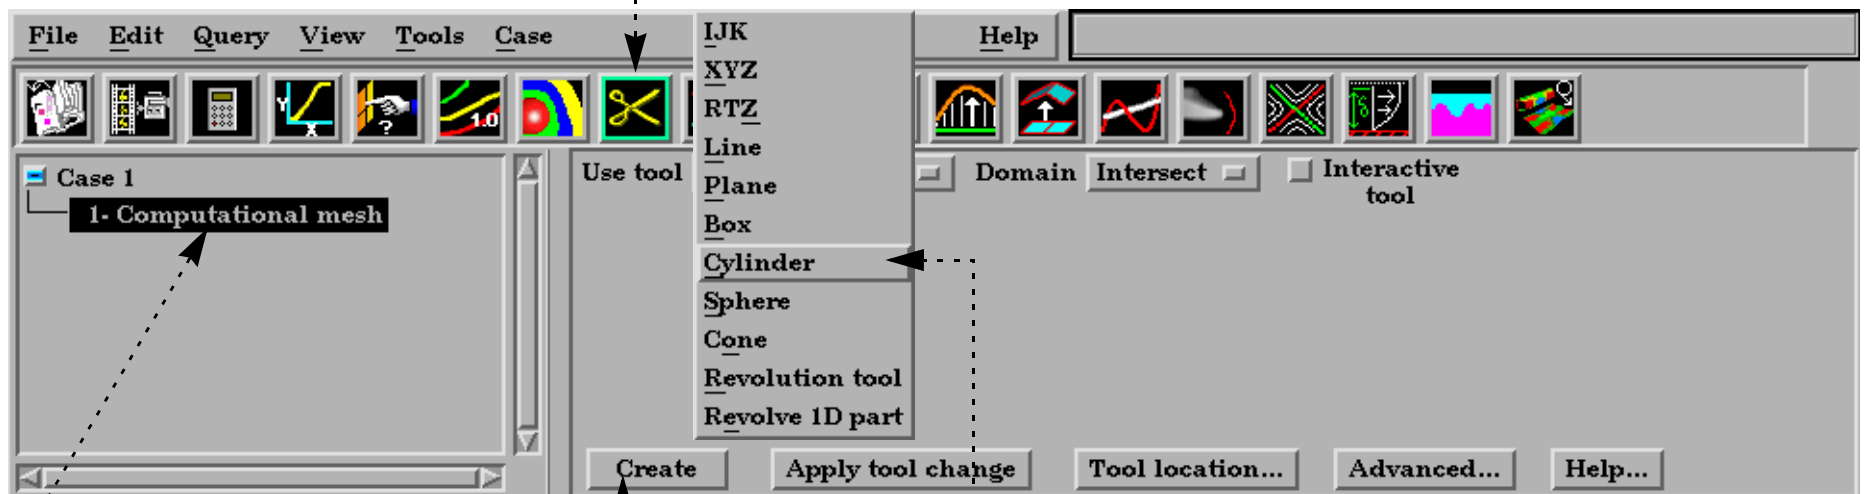 File Edit Query View Tools Case Help
IJK
XYZ
RTZ
Line
Plane
Box
Cylinder
Sphere
Cone
Revolution tool
Revolve 1D part
Y
X
?
1.0
δ
Case 1
1- Computational mesh
Use tool Domain Intersect Interactive
tool
Create Apply tool change Tool location... Advanced... Help...